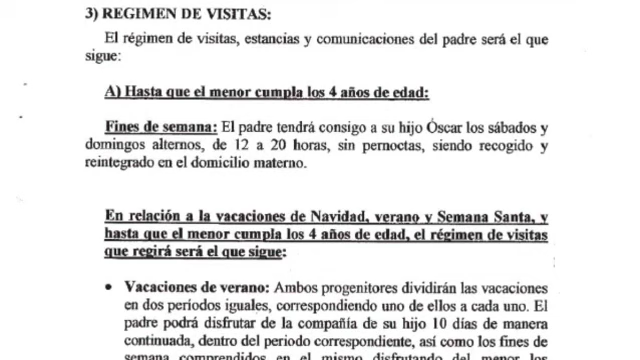 3) REGIMEN DE VISITAS:
El régimen de visitas, estancias y comunicaciones del padre será el que
sigue:
A) Hasta que el menor cumpla los 4 años de edad:
Fines de semana: El padre tendrá consigo a su hijo Óscar los sábados y
domingos alternos, de 12 a 20 horas, sin pernoctas, siendo recogido y
reintegrado en el domicilio materno.
En relación a la vacaciones de Navidad, verano y Semana Santa, y
hasta que el menor cumpla los 4 años de edad, el régimen de visitas
que regirá será el que sigue:
• Vacaciones de verano: Ambos progenitores dividirán las vacaciones
en dos períodos iguales, correspondiendo uno de ellos a cada uno. El
padre podrá disfrutar de la compañía de su hijo 10 días de manera
continuada, dentro del periodo correspondiente, así como los fines de
semana comprendidos en el mismo disfrutando del menor los